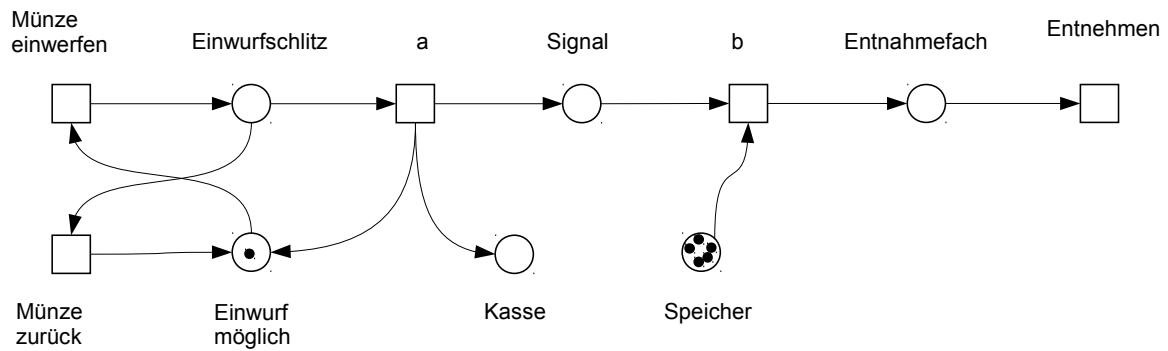 Münze
einwerfen
Einwurfschlitz
a
Signal
b
Entnahmefach
Entnehmen
Münze
zurück
Einwurf
möglich
Kasse
Speicher